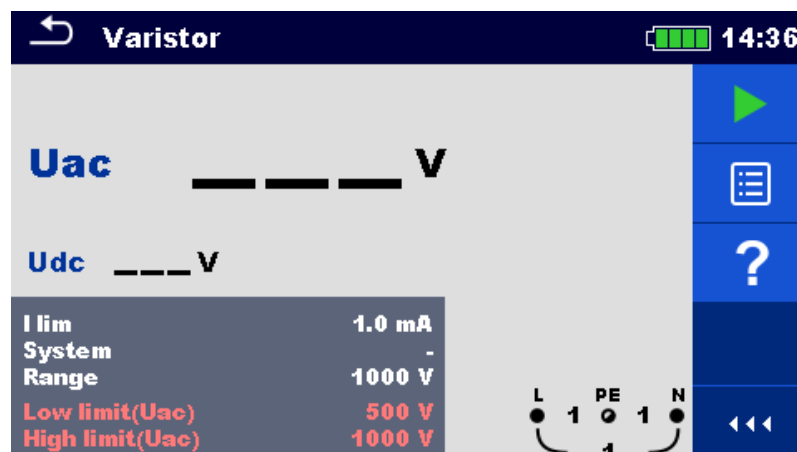 Varistor 14:36
Uac ___ V
Udc ___ V
I lim 1.0 mA
System -
Range 1000 V
Low limit(Uac) 500 V
High limit(Uac) 1000 V
L PE N
1 1
1
?